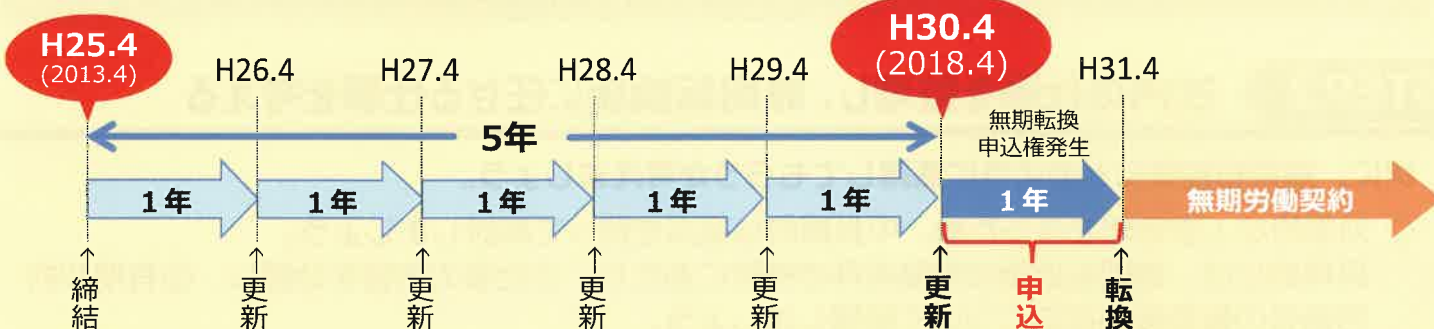 H25.4
(2013.4)
H26.4
H27.4
H28.4
H29.4
H30.4
(2018.4)
H31.4
5年
無期転換
申込権発生
1年
1年
1年
1年
1年
1年
無期労働契約
↑締結
↑更新
↑更新
↑更新
↑更新
↑更新
申込
↑転換